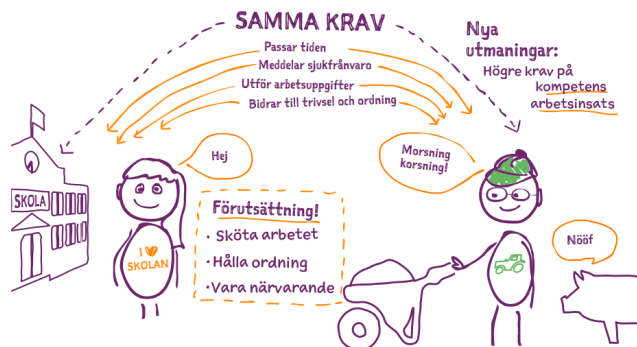 SAMMA KRAV
Passar tiden
Meddelar sjukfrånvaro
Utför arbetsuppgifter
Bidrar till trivsel och ordning
Nya
utmaningar:
Högre krav på
kompetens
arbetsinsats
Hej
Morsning
korsning!
SKOLA
I
SKOLAN
Förutsättning!
· Sköta arbetet
· Hålla ordning
· Vara närvarande
Nööf